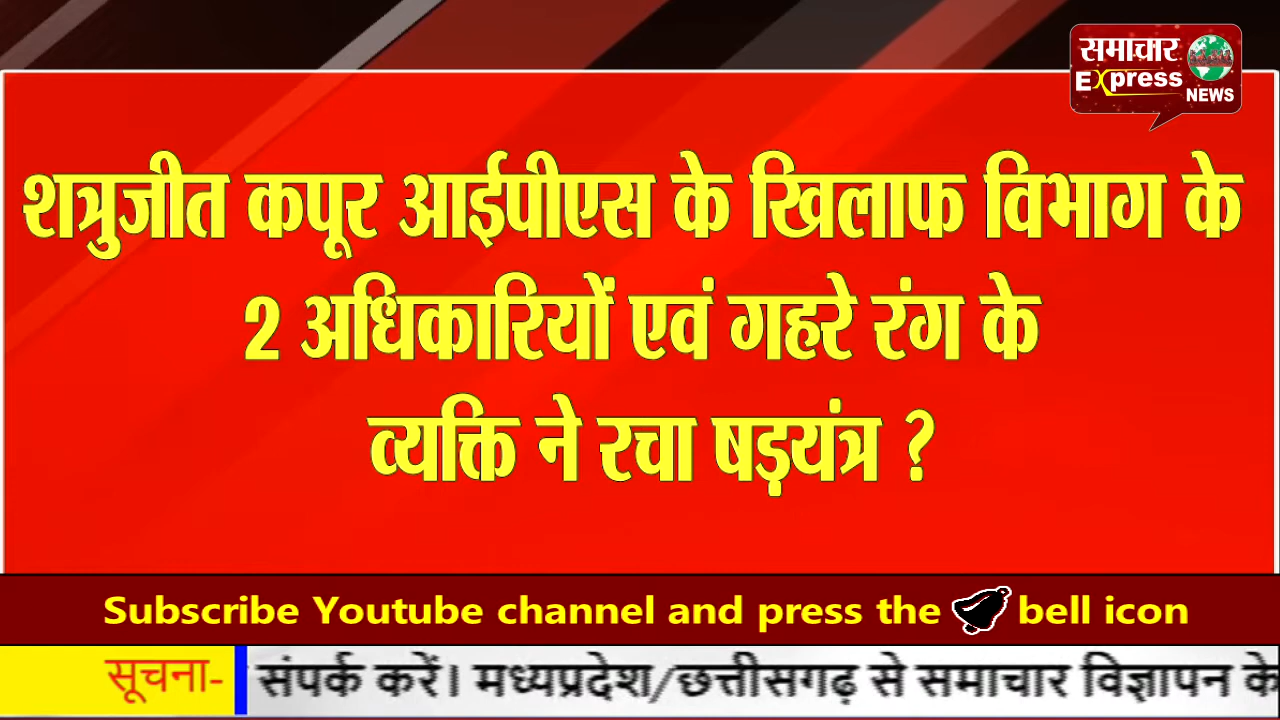 समाचार
Express
NEWS
शत्रुजीत कपूर आईपीएस के खिलाफ विभाग के
2 अधिकारियों एवं गहरे रंग के
व्यक्ति ने रचा षड़यंत्र ?
Subscribe Youtube channel and press the bell icon
सूचना- संपर्क करें। मध्यप्रदेश/छत्तीसगढ़ से समाचार विज्ञापन के